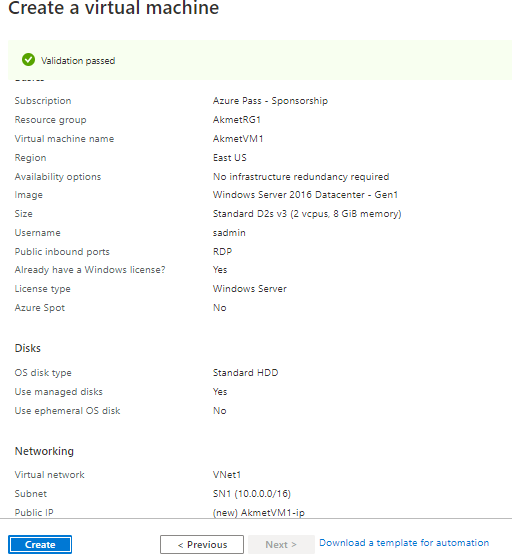 Create a virtual machine
Validation passed
Basics
Subscription Azure Pass - Sponsorship
Resource group AkmetRG1
Virtual machine name AkmetVM1
Region East US
Availability options No infrastructure redundancy required
Image Windows Server 2016 Datacenter - Gen1
Size Standard D2s v3 (2 vcpus, 8 GiB memory)
Username sadmin
Public inbound ports RDP
Already have a Windows license? Yes
License type Windows Server
Azure Spot No
Disks
OS disk type Standard HDD
Use managed disks Yes
Use ephemeral OS disk No
Networking
Virtual network VNet1
Subnet SN1 (10.0.0.0/16)
Public IP (new) AkmetVM1-ip
Create < Previous Next > Download a template for automation